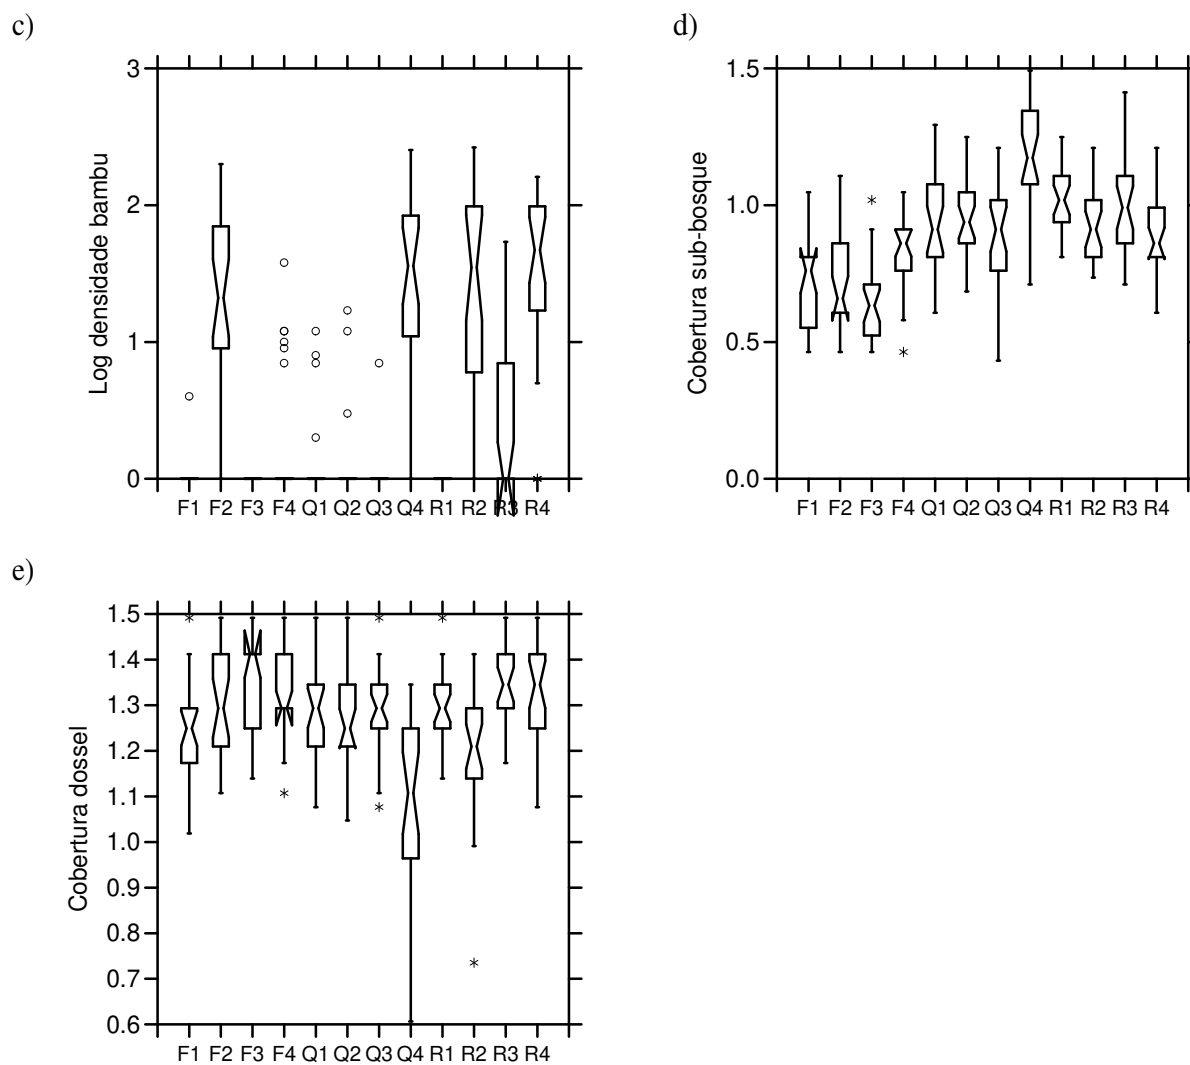 c)
3
2
1
0
Log densidade bambu
F1 F2 F3 F4 Q1 Q2 Q3 Q4 R1 R2 R3 R4
d)
1.5
1.0
0.5
0.0
Cobertura sub-bosque
F1 F2 F3 F4 Q1 Q2 Q3 Q4 R1 R2 R3 R4
e)
1.5
1.4
1.3
1.2
1.1
1.0
0.9
0.8
0.7
0.6
Cobertura dossel
F1 F2 F3 F4 Q1 Q2 Q3 Q4 R1 R2 R3 R4